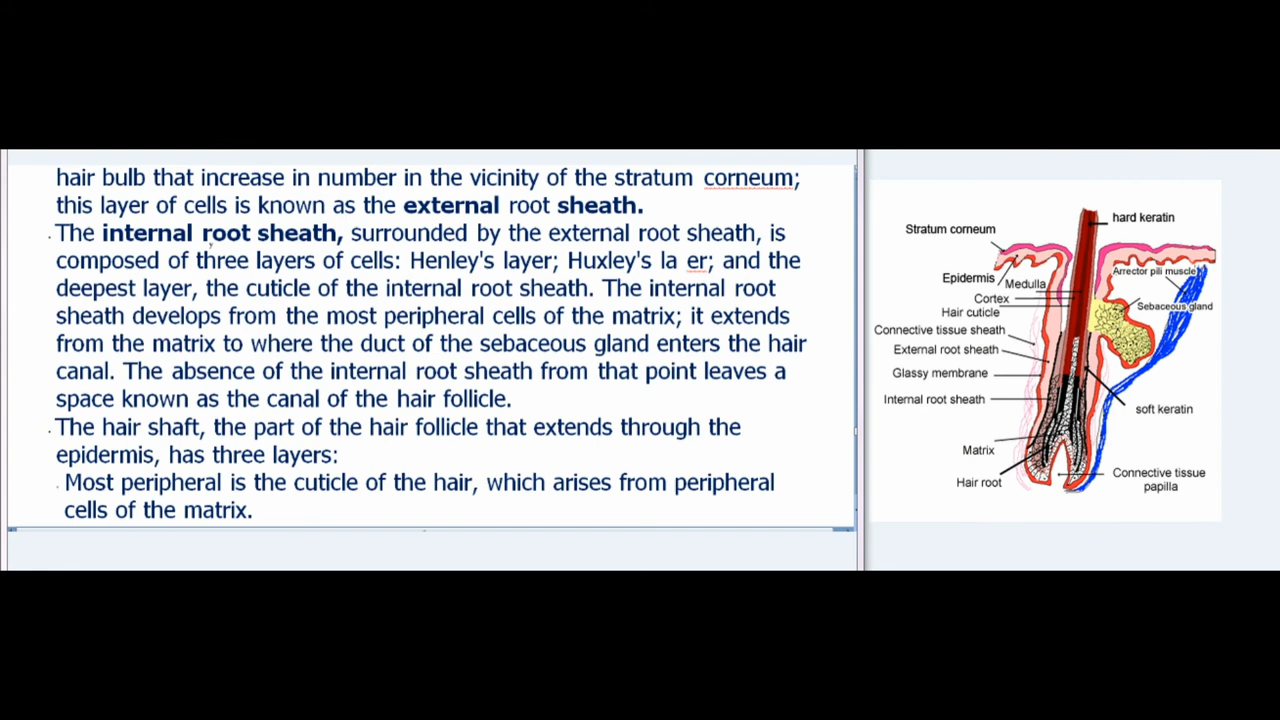 hair bulb that increase in number in the vicinity of the stratum corneum;
this layer of cells is known as the external root sheath.
The internal root sheath, surrounded by the external root sheath, is
composed of three layers of cells: Henley's layer; Huxley's la er; and the
deepest layer, the cuticle of the internal root sheath. The internal root
sheath develops from the most peripheral cells of the matrix; it extends
from the matrix to where the duct of the sebaceous gland enters the hair
canal. The absence of the internal root sheath from that point leaves a
space known as the canal of the hair follicle.
The hair shaft, the part of the hair follicle that extends through the
epidermis, has three layers:
Most peripheral is the cuticle of the hair, which arises from peripheral
cells of the matrix.
hard keratin
Stratum corneum
Arrector pili muscle
Epidermis
Medulla
Cortex
Sebaceous gland
Hair cuticle
Connective tissue sheath
External root sheath
Glassy membrane
Internal root sheath
soft keratin
Matrix
Hair root
Connective tissue
papilla